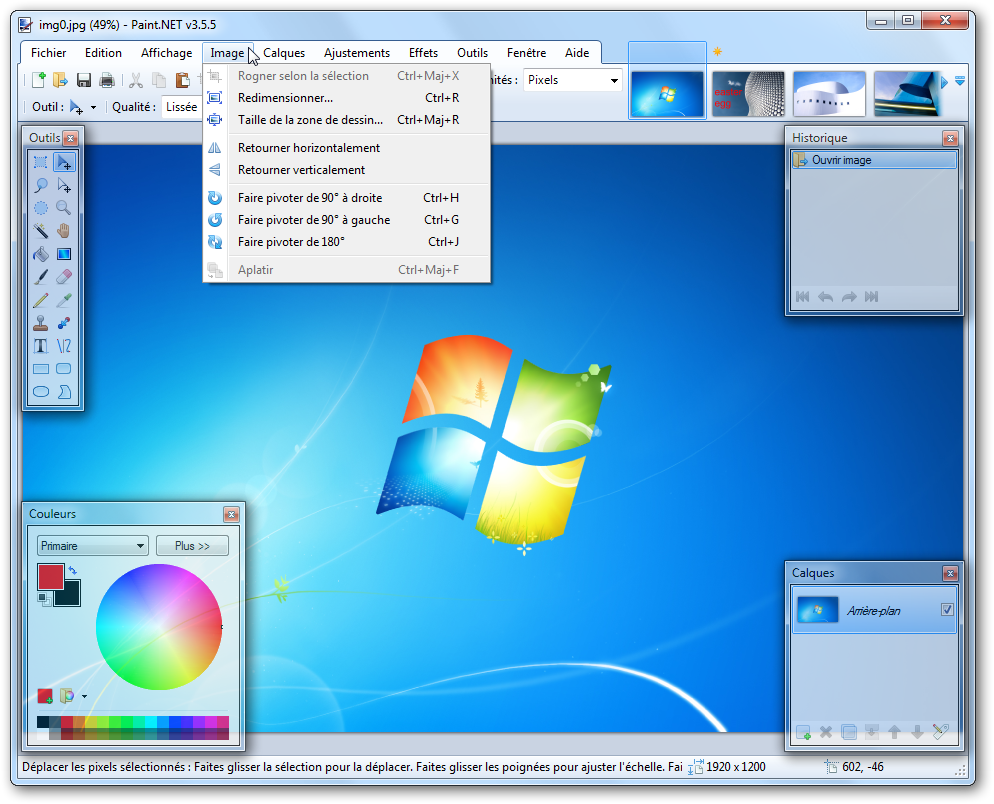 img0.jpg (49%) - Paint.NET v3.5.5
Fichier Edition Affichage Image Calques Ajustements Effets Outils Fenêtre Aide
Rogner selon la sélection Ctrl+Maj+X
Redimensionner... Ctrl+R
Taille de la zone de dessin... Ctrl+Maj+R
Retourner horizontalement
Retourner verticalement
Faire pivoter de 90° à droite Ctrl+H
Faire pivoter de 90° à gauche Ctrl+G
Faire pivoter de 180° Ctrl+J
Aplatir Ctrl+Maj+F
ités : Pixels
Outil : Qualité : Lissée
easter
egg
Outils
Historique
Ouvrir image
Couleurs
Primaire Plus >>
Calques
Arrière-plan
Déplacer les pixels sélectionnés : Faites glisser la sélection pour la déplacer. Faites glisser les poignées pour ajuster l'échelle. Fai 1920 x 1200 602, -46